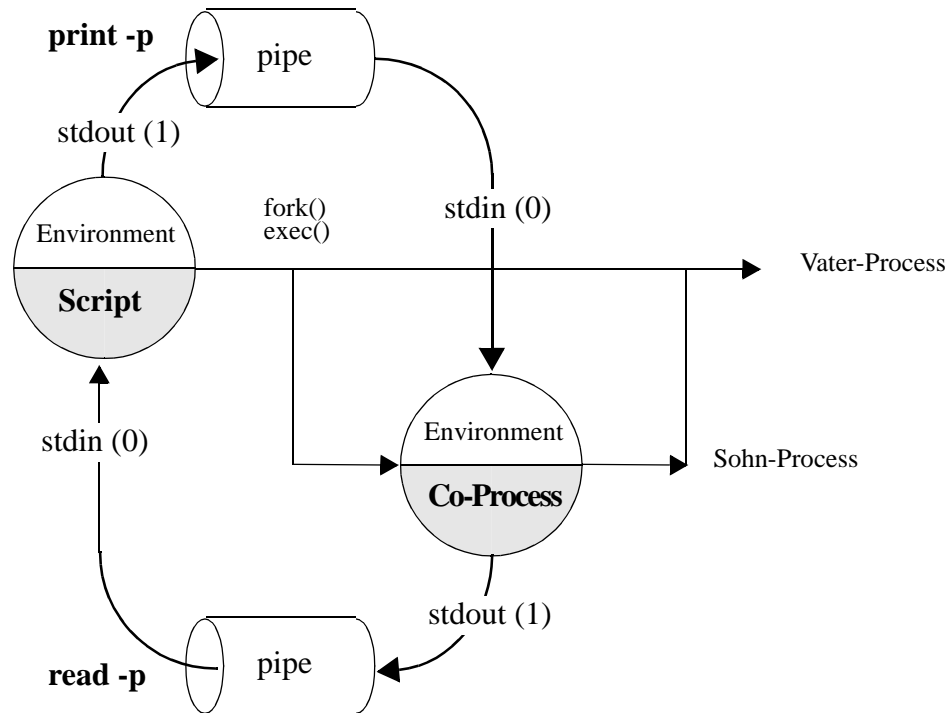 print -p
pipe
stdout (1)
fork()
exec()
stdin (0)
Environment
Script
Vater-Process
stdin (0)
Environment
Co-Process
Sohn-Process
stdout (1)
read -p
pipe